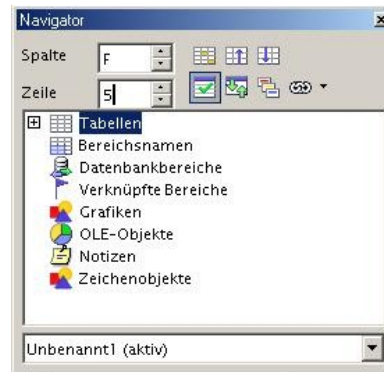 Navigator
Spalte F
Zeile 5
Tabellen
Bereichsnamen
Datenbankbereiche
Verknüpfte Bereiche
Grafiken
OLE-Objekte
Notizen
Zeichenobjekte
Unbenannt1 (aktiv)